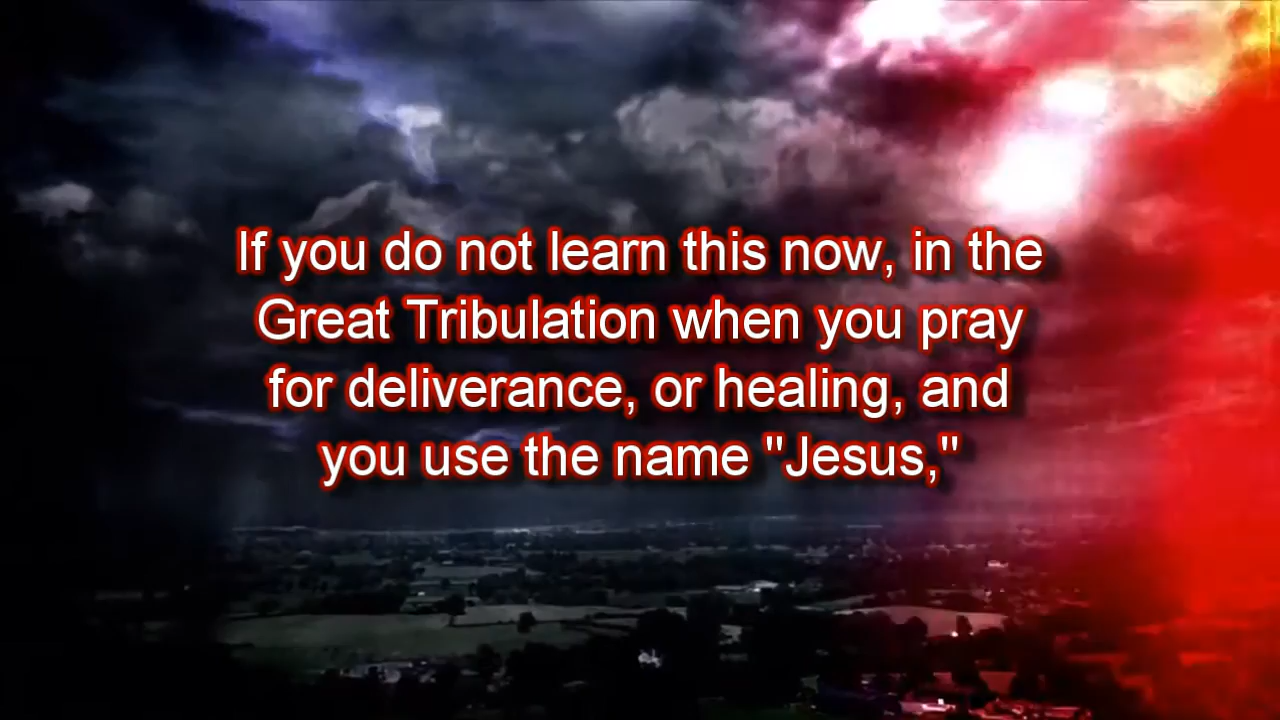 If you do not learn this now, in the
Great Tribulation when you pray
for deliverance, or healing, and
you use the name "Jesus,"